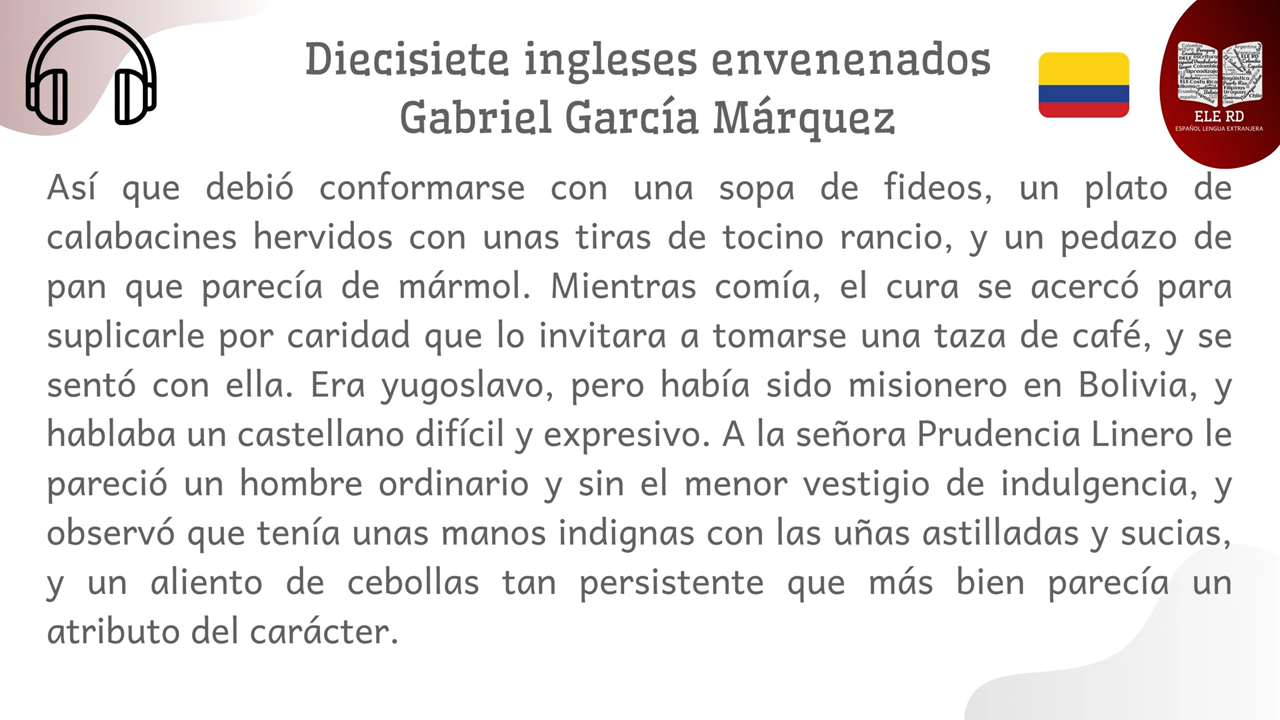 Diecisiete ingleses envenenados
Gabriel García Márquez
ELE RD
ESPAÑOL LENGUA EXTRANJERA
Así que debió conformarse con una sopa de fideos, un plato de
calabacines hervidos con unas tiras de tocino rancio, y un pedazo de
pan que parecía de mármol. Mientras comía, el cura se acercó para
suplicarle por caridad que lo invitara a tomarse una taza de café, y se
sentó con ella. Era yugoslavo, pero había sido misionero en Bolivia, y
hablaba un castellano difícil y expresivo. A la señora Prudencia Linero le
pareció un hombre ordinario y sin el menor vestigio de indulgencia, y
observó que tenía unas manos indignas con las uñas astilladas y sucias,
y un aliento de cebollas tan persistente que más bien parecía un
atributo del carácter.